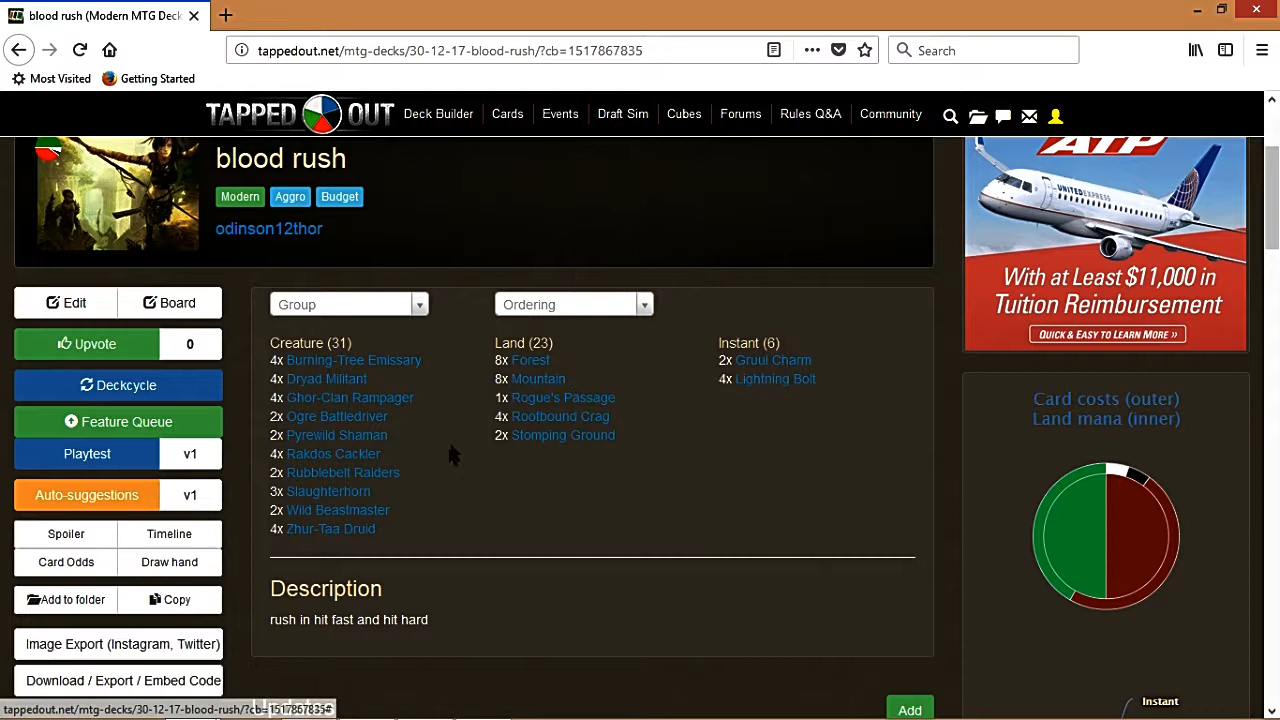 blood rush (Modern MTG Deck
tappedout.net/mtg-decks/30-12-17-blood-rush/?cb=1517867835
Search
Most Visited
Getting Started
TAPPED OUT
Deck Builder
Cards
Events
Draft Sim
Cubes
Forums
Rules Q&A
Community
blood rush
Modern
Aggro
Budget
odinson12thor
ATP
UNITED EXPRESS
With at Least $11,000 in
Tuition Reimbursement
QUICK & EASY TO LEARN MORE »
Edit
Board
Upvote
0
Deckcycle
Feature Queue
Playtest
v1
Auto-suggestions
v1
Spoiler
Timeline
Card Odds
Draw hand
Add to folder
Copy
Image Export (Instagram, Twitter)
Download / Export / Embed Code
Group
Ordering
Creature (31)
4x Burning-Tree Emissary
4x Dryad Militant
4x Ghor-Clan Rampager
2x Ogre Battledriver
2x Pyrewild Shaman
4x Rakdos Cackler
2x Rubblebelt Raiders
3x Slaughterhorn
2x Wild Beastmaster
4x Zhur-Taa Druid
Land (23)
8x Forest
8x Mountain
1x Rogue's Passage
4x Rootbound Crag
2x Stomping Ground
Instant (6)
2x Gruul Charm
4x Lightning Bolt
Description
rush in hit fast and hit hard
Add
Card costs (outer)
Land mana (inner)
Instant
tappedout.net/mtg-decks/30-12-17-blood-rush/?cb=1517867835#